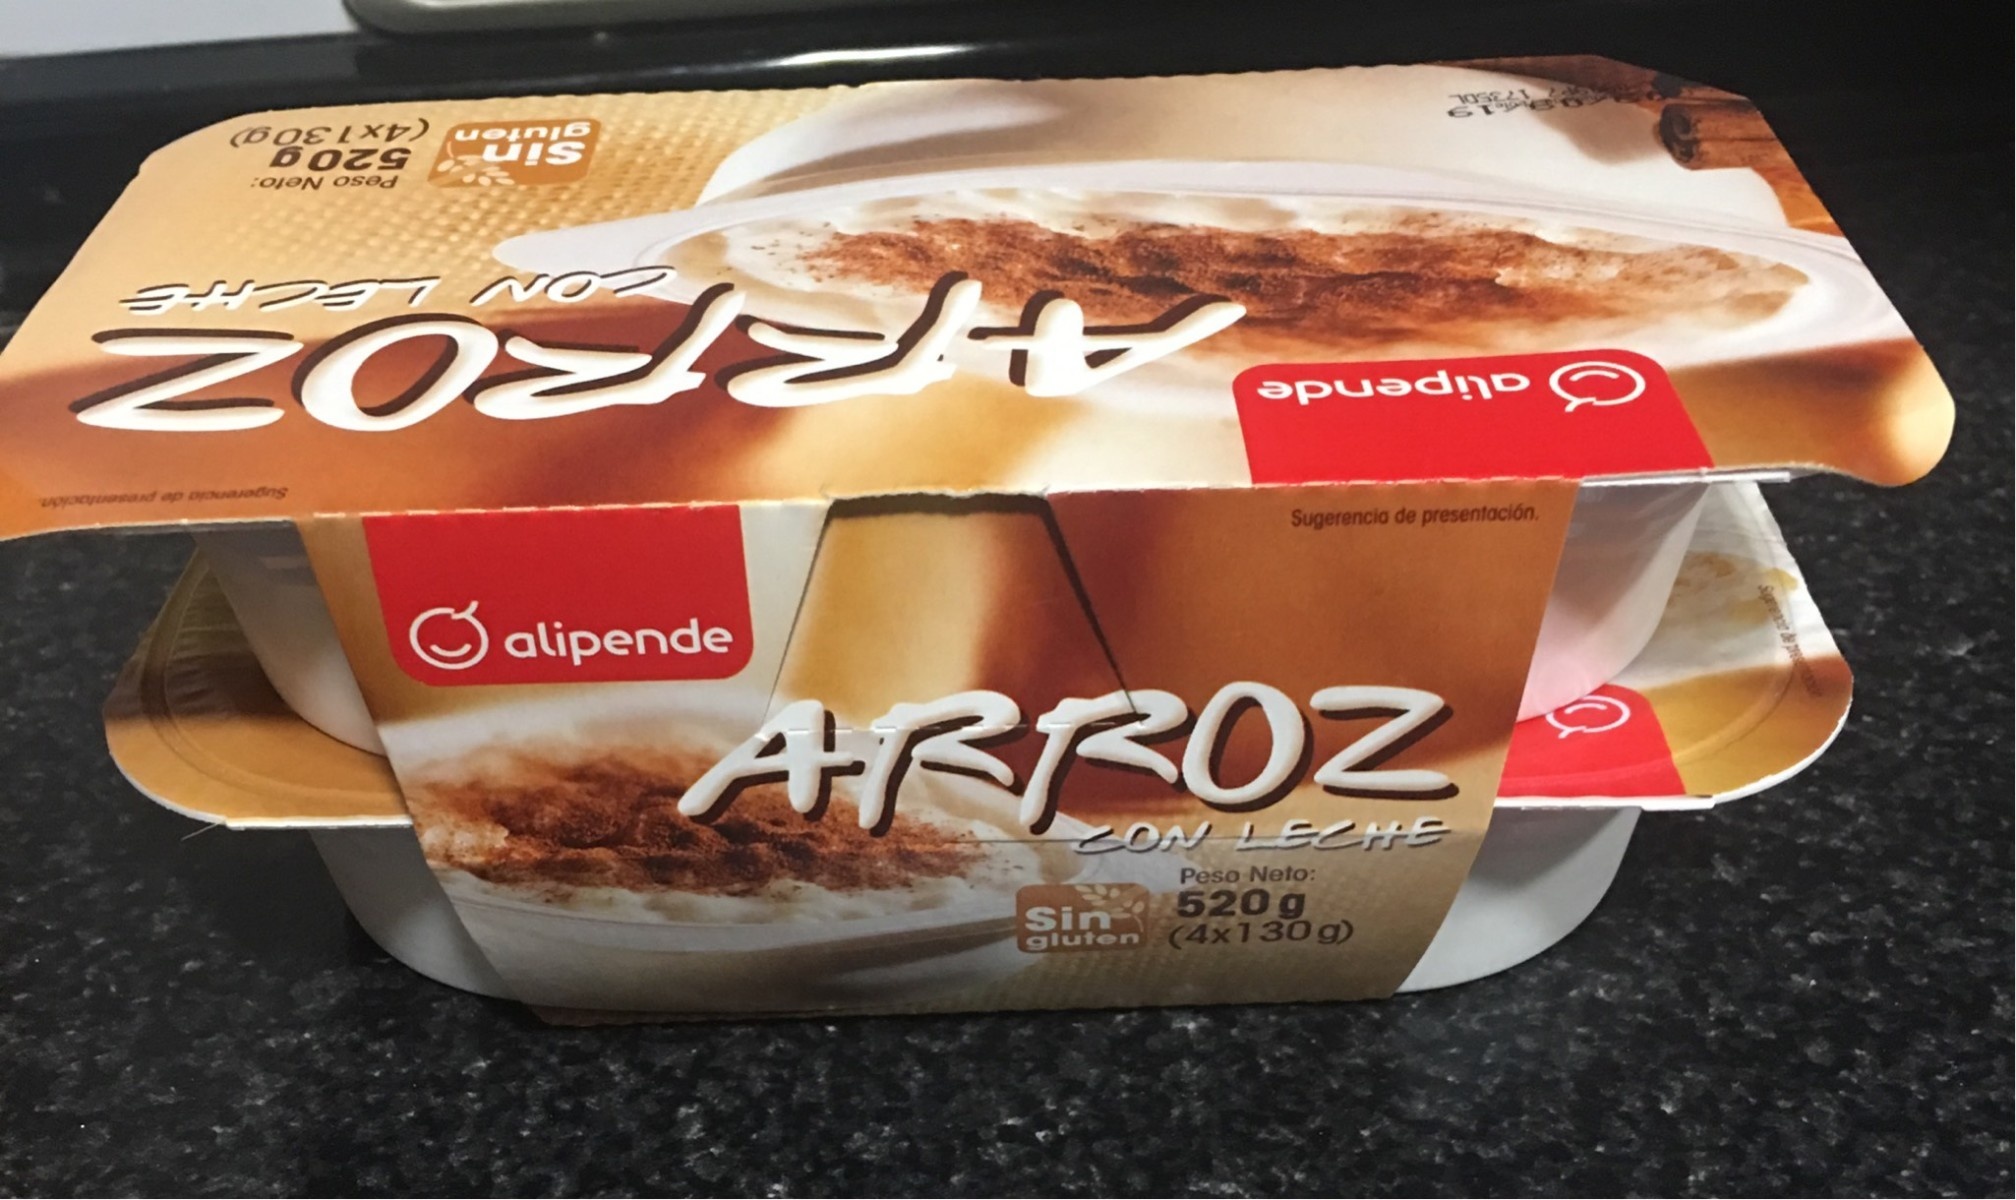 Peso Neto:
520g
(4x130g)
Sin
gluten
ARROZ
CON LECHE
alipende
Sugerencia de presentación.
alipende
Sugerencia de presentación.
ARROZ
CON LECHE
Sin
gluten
Peso Neto:
520 g
(4x130 g)